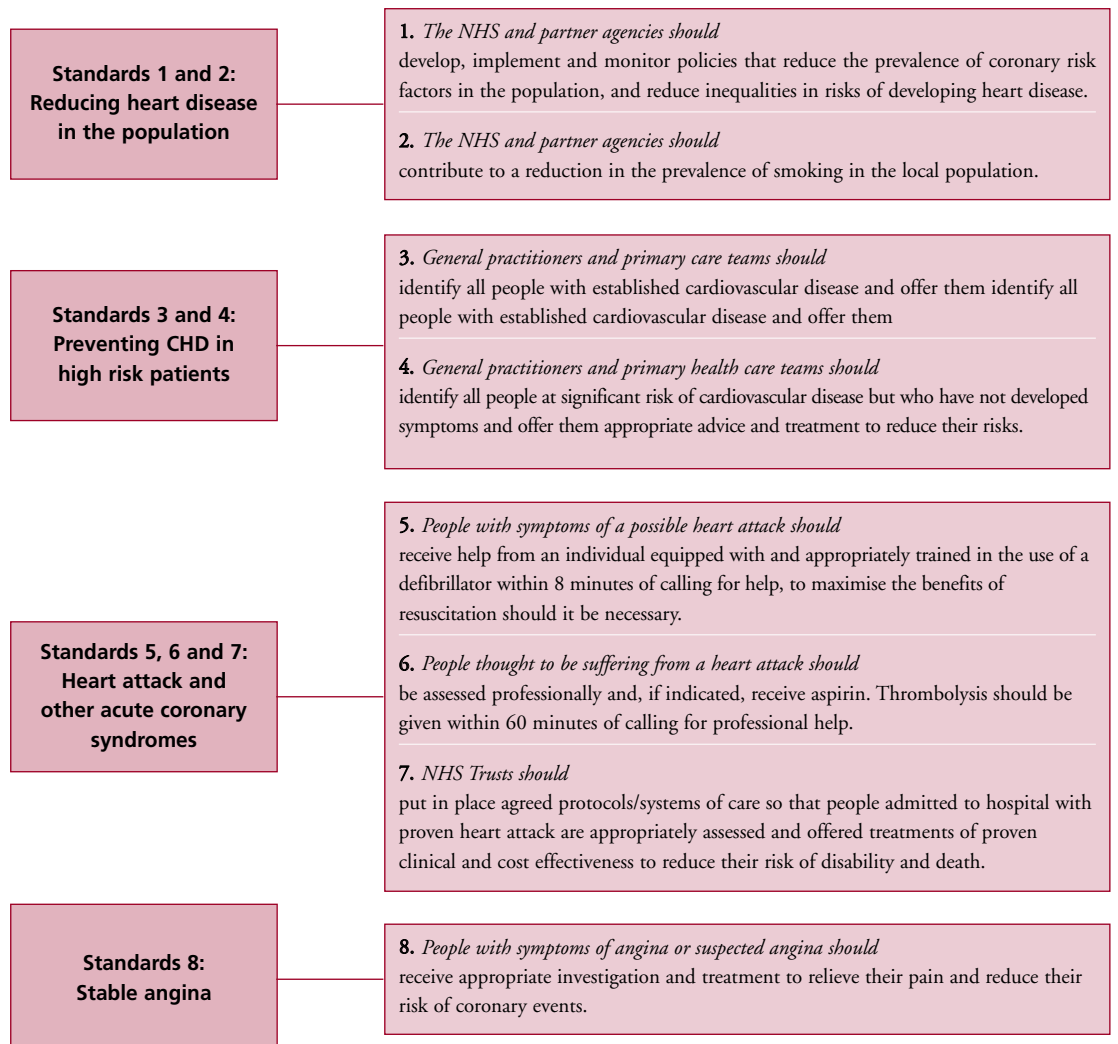 Standards 1 and 2:
Reducing heart disease
in the population
1. The NHS and partner agencies should
develop, implement and monitor policies that reduce the prevalence of coronary risk
factors in the population, and reduce inequalities in risks of developing heart disease.
2. The NHS and partner agencies should
contribute to a reduction in the prevalence of smoking in the local population.
Standards 3 and 4:
Preventing CHD in
high risk patients
3. General practitioners and primary care teams should
identify all people with established cardiovascular disease and offer them identify all
people with established cardiovascular disease and offer them
4. General practitioners and primary health care teams should
identify all people at significant risk of cardiovascular disease but who have not developed
symptoms and offer them appropriate advice and treatment to reduce their risks.
Standards 5, 6 and 7:
Heart attack and
other acute coronary
syndromes
5. People with symptoms of a possible heart attack should
receive help from an individual equipped with and appropriately trained in the use of a
defibrillator within 8 minutes of calling for help, to maximise the benefits of
resuscitation should it be necessary.
6. People thought to be suffering from a heart attack should
be assessed professionally and, if indicated, receive aspirin. Thrombolysis should be
given within 60 minutes of calling for professional help.
7. NHS Trusts should
put in place agreed protocols/systems of care so that people admitted to hospital with
proven heart attack are appropriately assessed and offered treatments of proven
clinical and cost effectiveness to reduce their risk of disability and death.
Standards 8:
Stable angina
8. People with symptoms of angina or suspected angina should
receive appropriate investigation and treatment to relieve their pain and reduce their
risk of coronary events.